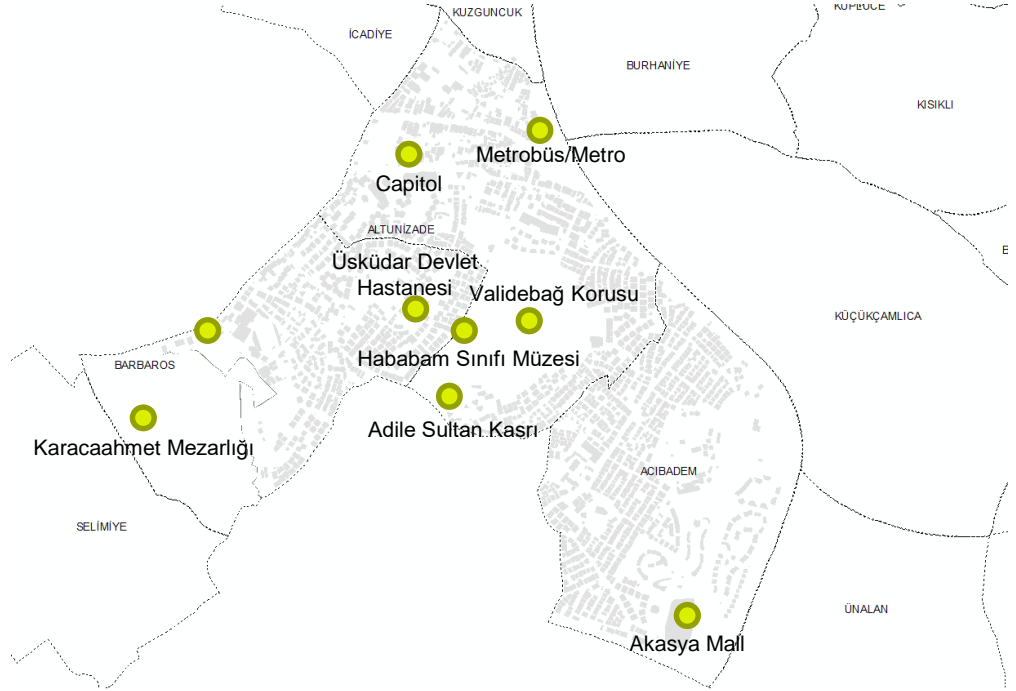 KUZGUNCUK
İCADİYE
BURHANİYE
KISIKLI
Metrobüs/Metro
Capitol
ALTUNİZADE
Üsküdar Devlet
Hastanesi
Validebağ Korusu
KÜÇÜKÇAMLICA
Hababam Sınıfı Müzesi
BARBAROS
Adile Sultan Kasrı
Karacaahmet Mezarlığı
ACIBADEM
SELİMİYE
ÜNALAN
Akasya Mall